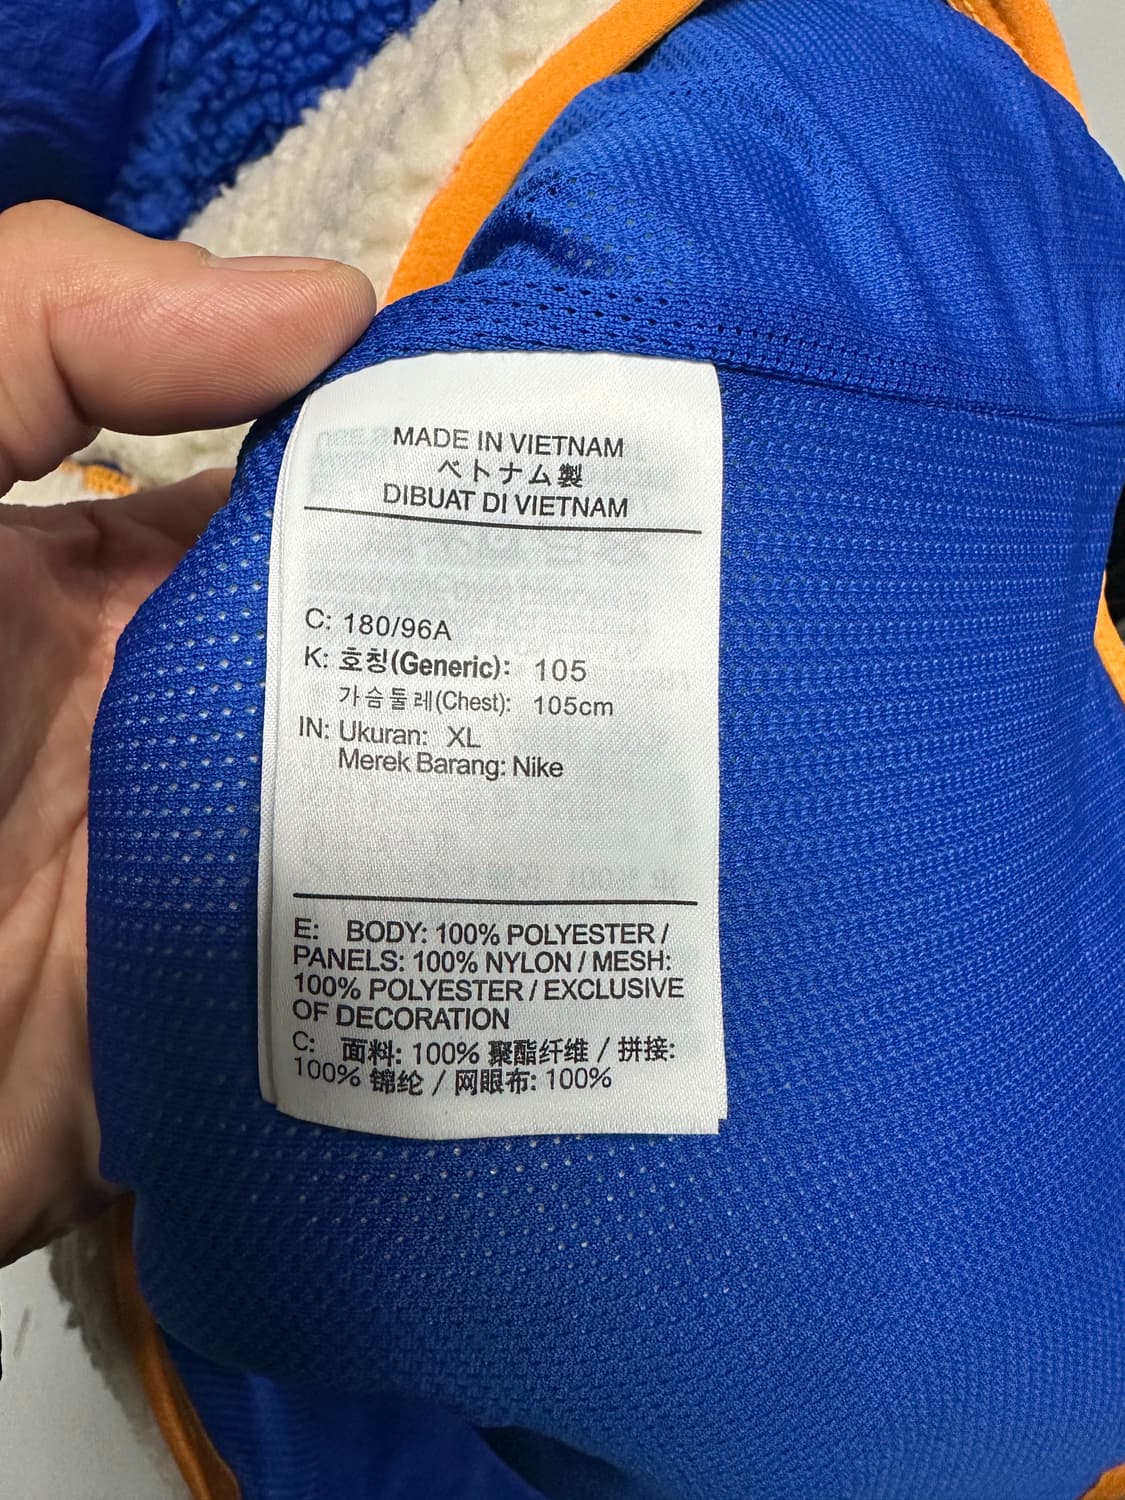 MADE IN VIETNAM
ベトナム製
DIBUAT DI VIETNAM
C: 180/96A
K: 호칭(Generic): 105
가슴둘레(Chest): 105cm
IN: Ukuran: XL
Merek Barang: Nike
E: BODY: 100% POLYESTER /
PANELS: 100% NYLON / MESH:
100% POLYESTER / EXCLUSIVE
OF DECORATION
C: 面料: 100% 聚酯纤维 / 拼接:
100% 锦纶 / 网眼布: 100%